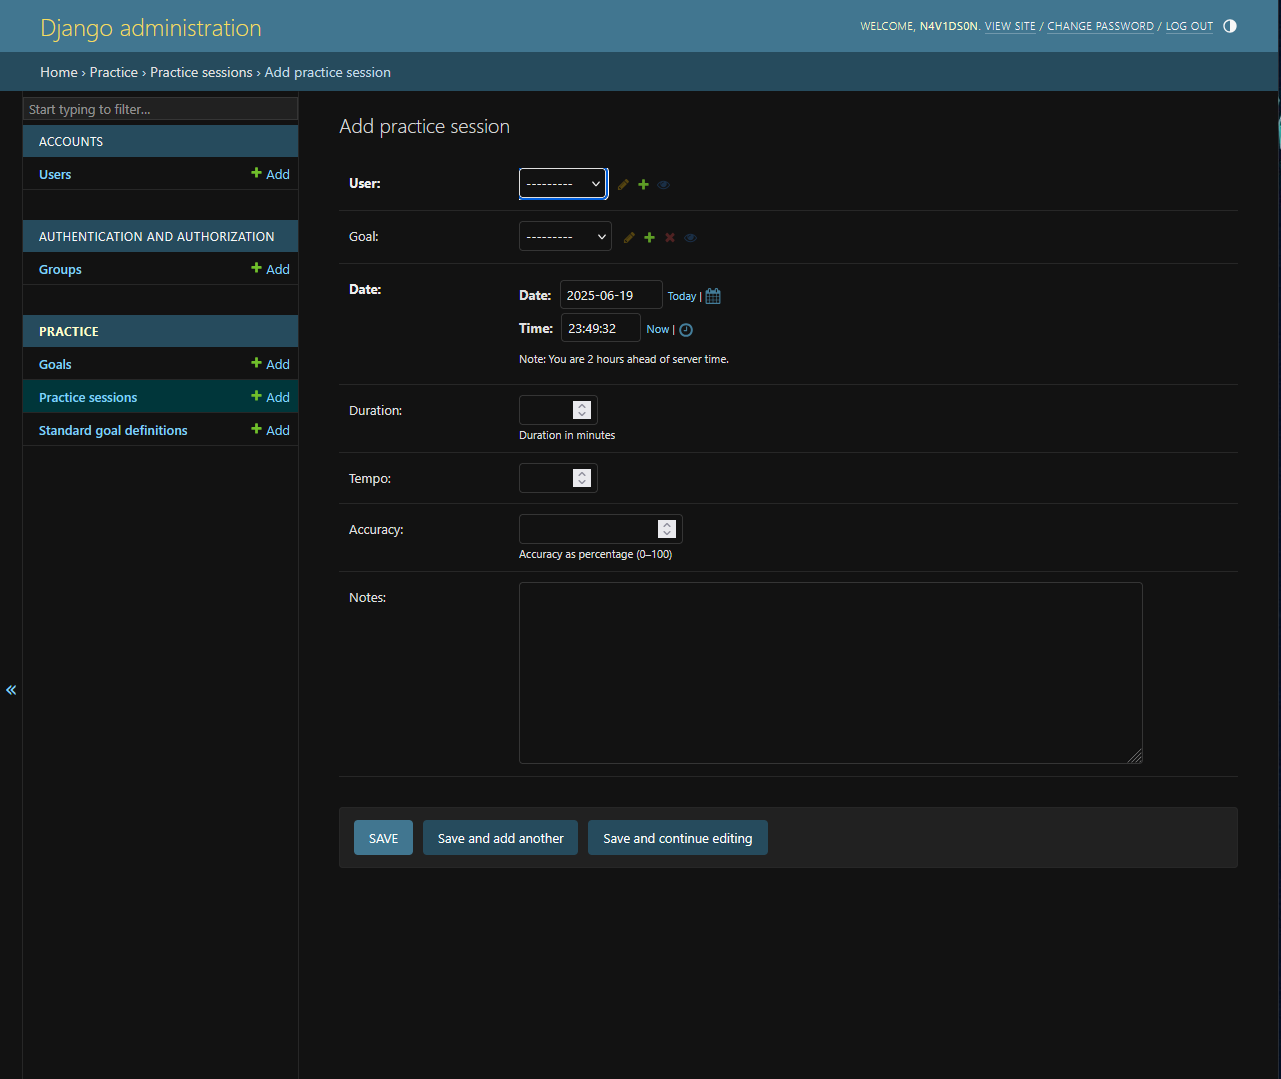 Django administration
WELCOME, N4V1DS0N. VIEW SITE / CHANGE PASSWORD / LOG OUT
Home › Practice › Practice sessions › Add practice session
Start typing to filter...
ACCOUNTS
Users Add
AUTHENTICATION AND AUTHORIZATION
Groups Add
PRACTICE
Goals Add
Practice sessions Add
Standard goal definitions Add
«
Add practice session
User: ---------
Goal: ---------
Date:
Date: 2025-06-19 Today |
Time: 23:49:32 Now |
Note: You are 2 hours ahead of server time.
Duration:
Duration in minutes
Tempo:
Accuracy:
Accuracy as percentage (0–100)
Notes:
SAVE Save and add another Save and continue editing